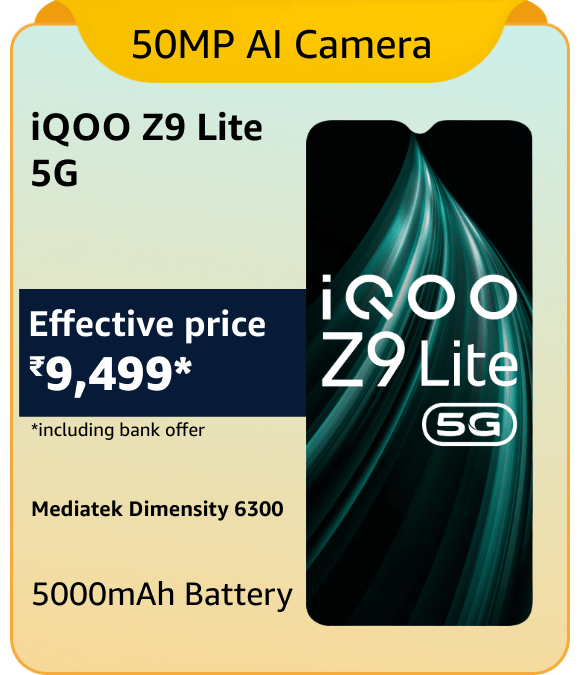 50MP AI Camera
iQOO Z9 Lite
5G
Effective price
₹9,499*
*including bank offer
Mediatek Dimensity 6300
5000mAh Battery
iQOO
Z9 Lite
5G